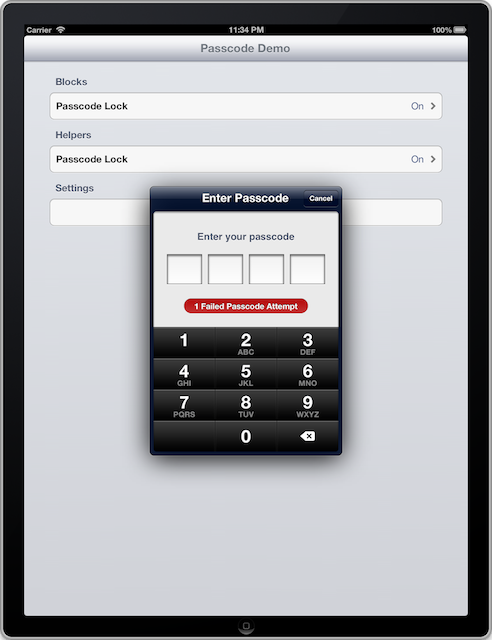 Carrier 11:34 PM 100%
Passcode Demo
Blocks
Passcode Lock On
Helpers
Passcode Lock On
Settings
Enter Passcode Cancel
Enter your passcode
1 Failed Passcode Attempt
1 2 3
ABC DEF
4 5 6
GHI JKL MNO
7 8 9
PQRS TUV WXYZ
0